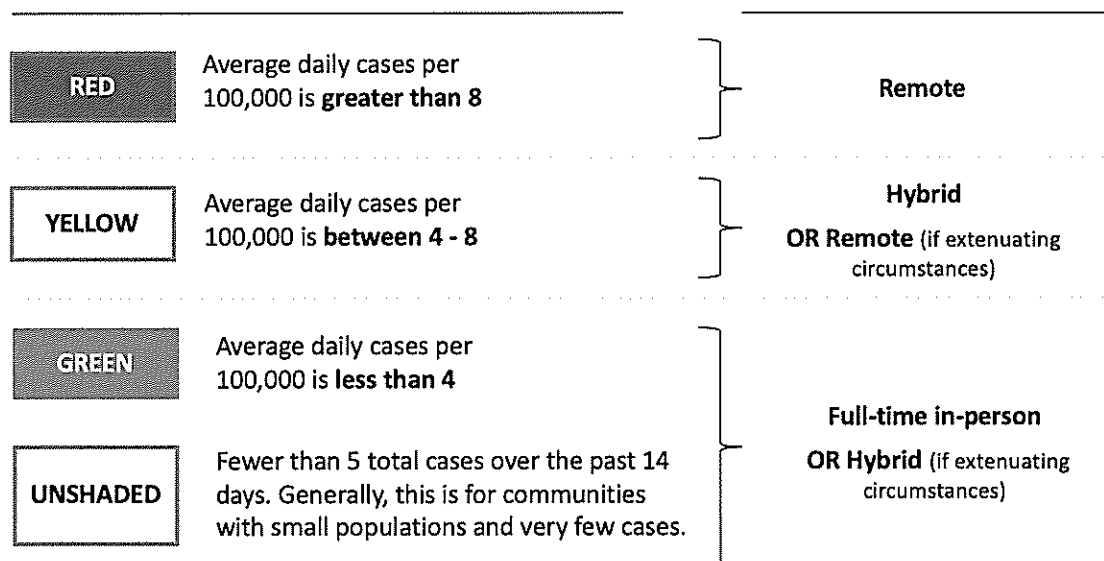 RED
Average daily cases per
100,000 is greater than 8
Remote
YELLOW
Average daily cases per
100,000 is between 4 - 8
Hybrid
OR Remote (if extenuating
circumstances)
GREEN
Average daily cases per
100,000 is less than 4
UNSHADED
Fewer than 5 total cases over the past 14
days. Generally, this is for communities
with small populations and very few cases.
Full-time in-person
OR Hybrid (if extenuating
circumstances)